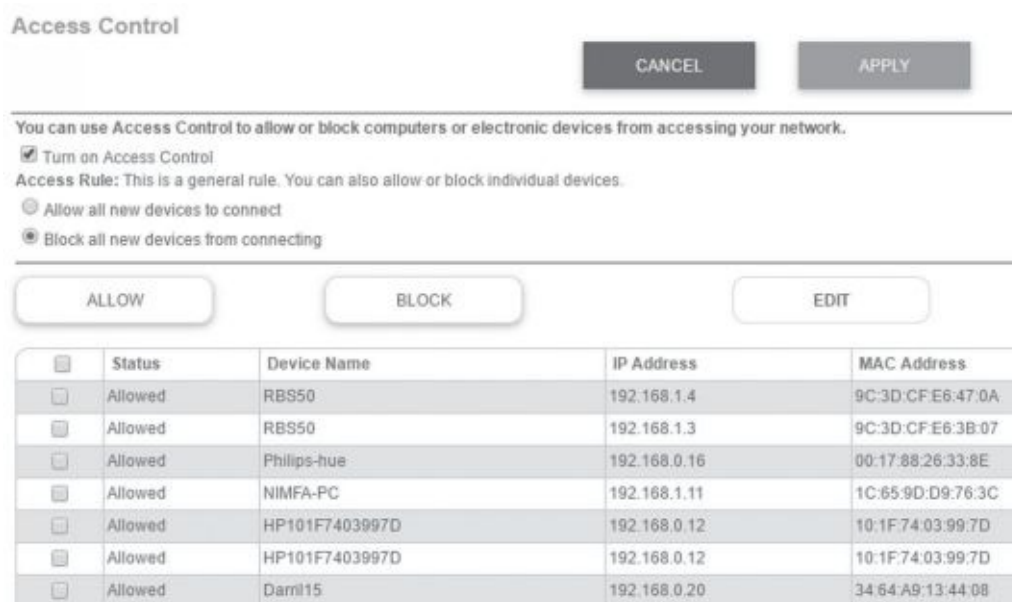 Access Control
CANCEL APPLY
You can use Access Control to allow or block computers or electronic devices from accessing your network.
Turn on Access Control
Access Rule: This is a general rule. You can also allow or block individual devices.
Allow all new devices to connect
Block all new devices from connecting
ALLOW BLOCK EDIT
Status Device Name IP Address MAC Address
Allowed RBS50 192.168.1.4 9C:3D:CF:E6:47:0A
Allowed RBS50 192.168.1.3 9C:3D:CF:E6:3B:07
Allowed Philips-hue 192.168.0.16 00:17:88:26:33:8E
Allowed NIMFA-PC 192.168.1.11 1C:65:9D:D9:76:3C
Allowed HP101F7403997D 192.168.0.12 10:1F:74:03:99:7D
Allowed HP101F7403997D 192.168.0.12 10:1F:74:03:99:7D
Allowed Darril15 192.168.0.20 34:64:A9:13:44:08